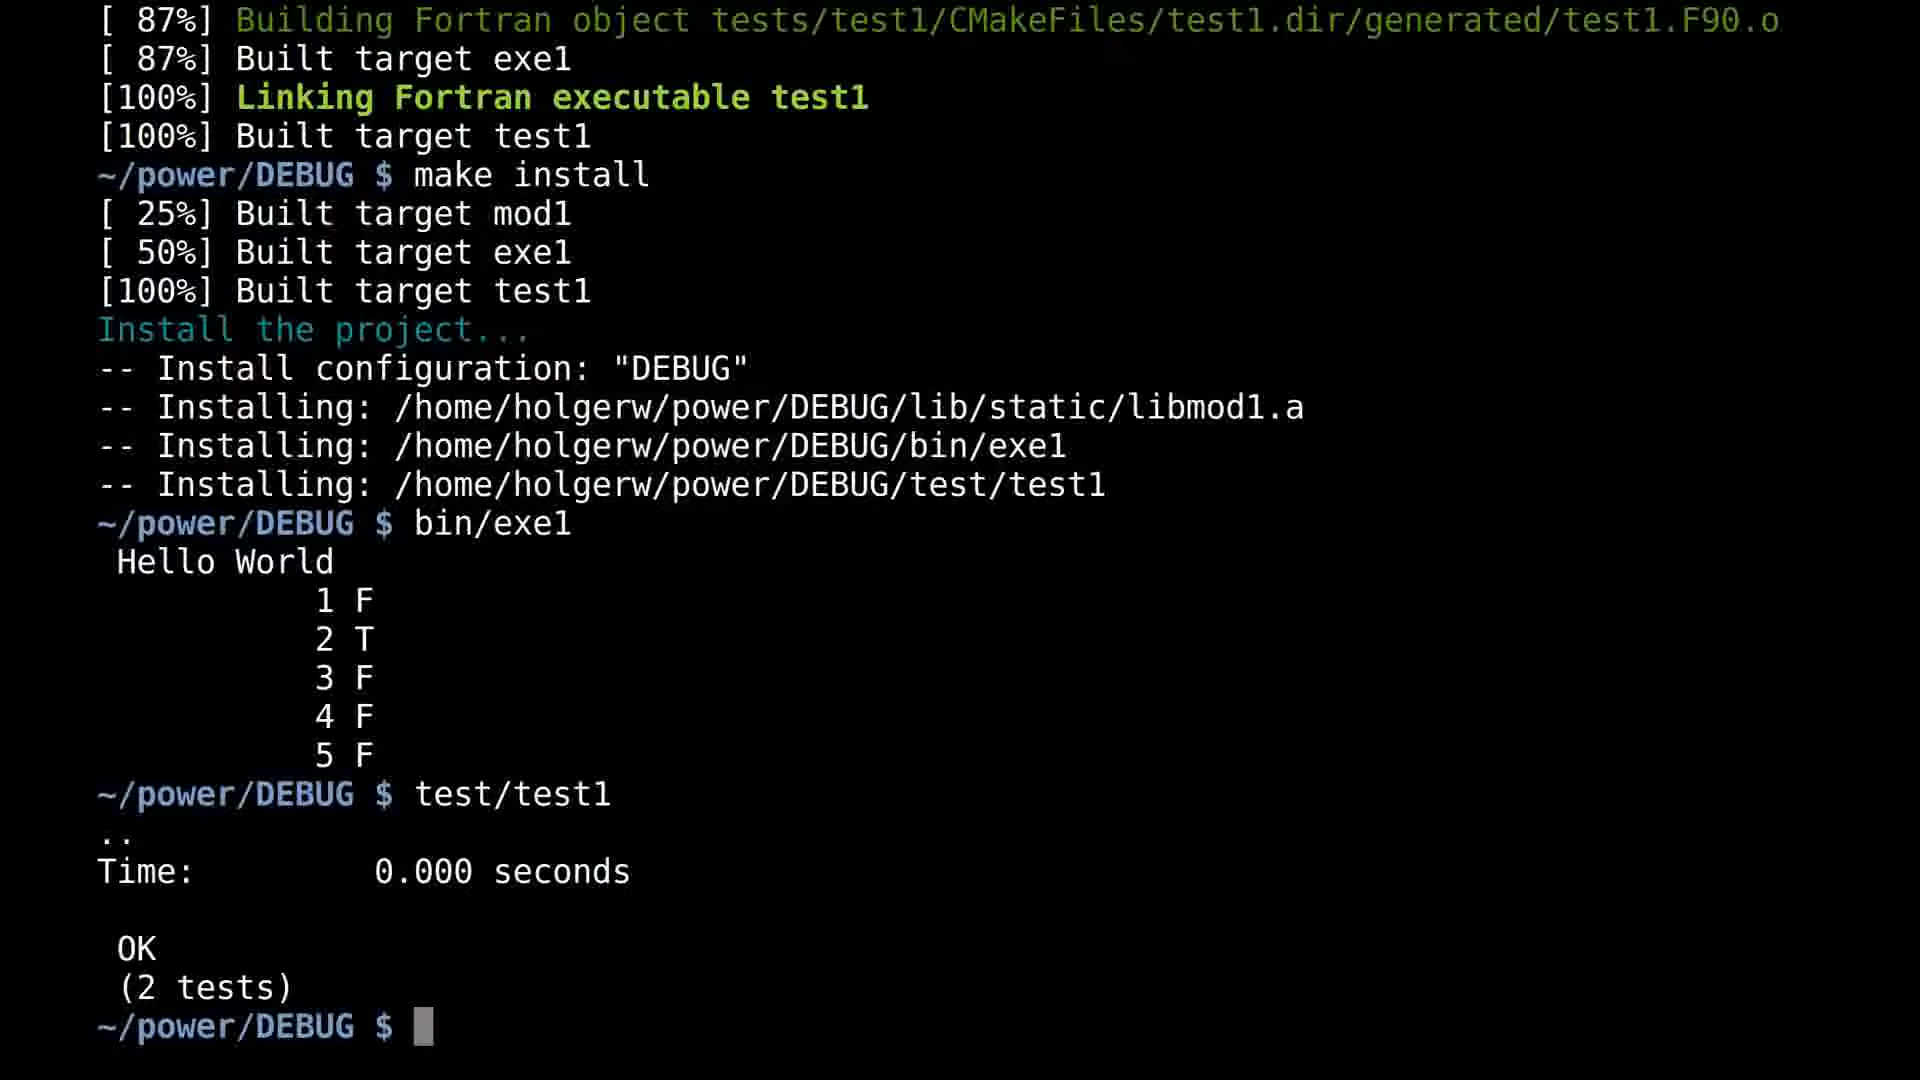 [ 87%] Building Fortran object tests/test1/CMakeFiles/test1.dir/generated/test1.F90.o
[ 87%] Built target exe1
[100%] Linking Fortran executable test1
[100%] Built target test1
~/power/DEBUG $ make install
[ 25%] Built target mod1
[ 50%] Built target exe1
[100%] Built target test1
Install the project...
-- Install configuration: "DEBUG"
-- Installing: /home/holgerw/power/DEBUG/lib/static/libmod1.a
-- Installing: /home/holgerw/power/DEBUG/bin/exe1
-- Installing: /home/holgerw/power/DEBUG/test/test1
~/power/DEBUG $ bin/exe1
 Hello World
           1 F
           2 T
           3 F
           4 F
           5 F
~/power/DEBUG $ test/test1
..
Time:         0.000 seconds

 OK
 (2 tests)
~/power/DEBUG $